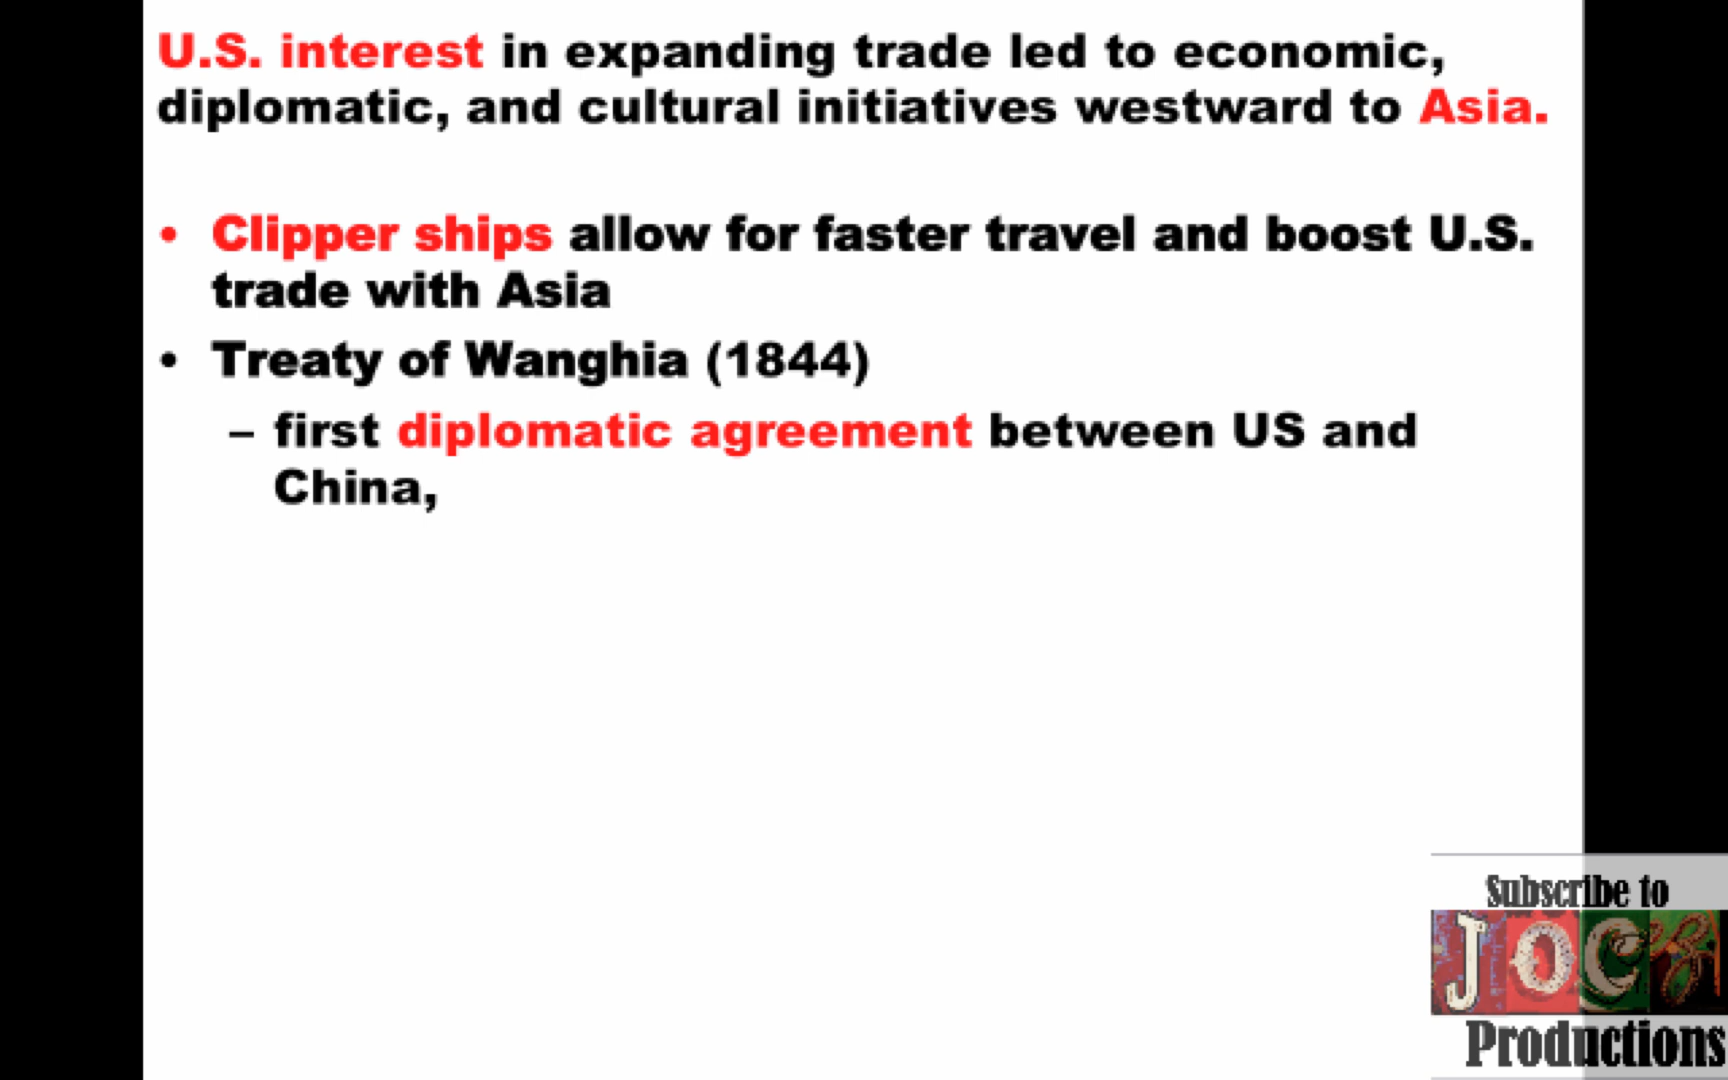 U.S. interest in expanding trade led to economic,
diplomatic, and cultural initiatives westward to Asia.
• Clipper ships allow for faster travel and boost U.S.
trade with Asia
• Treaty of Wanghia (1844)
– first diplomatic agreement between US and
China,
Subscribe to
JOCZ
Productions